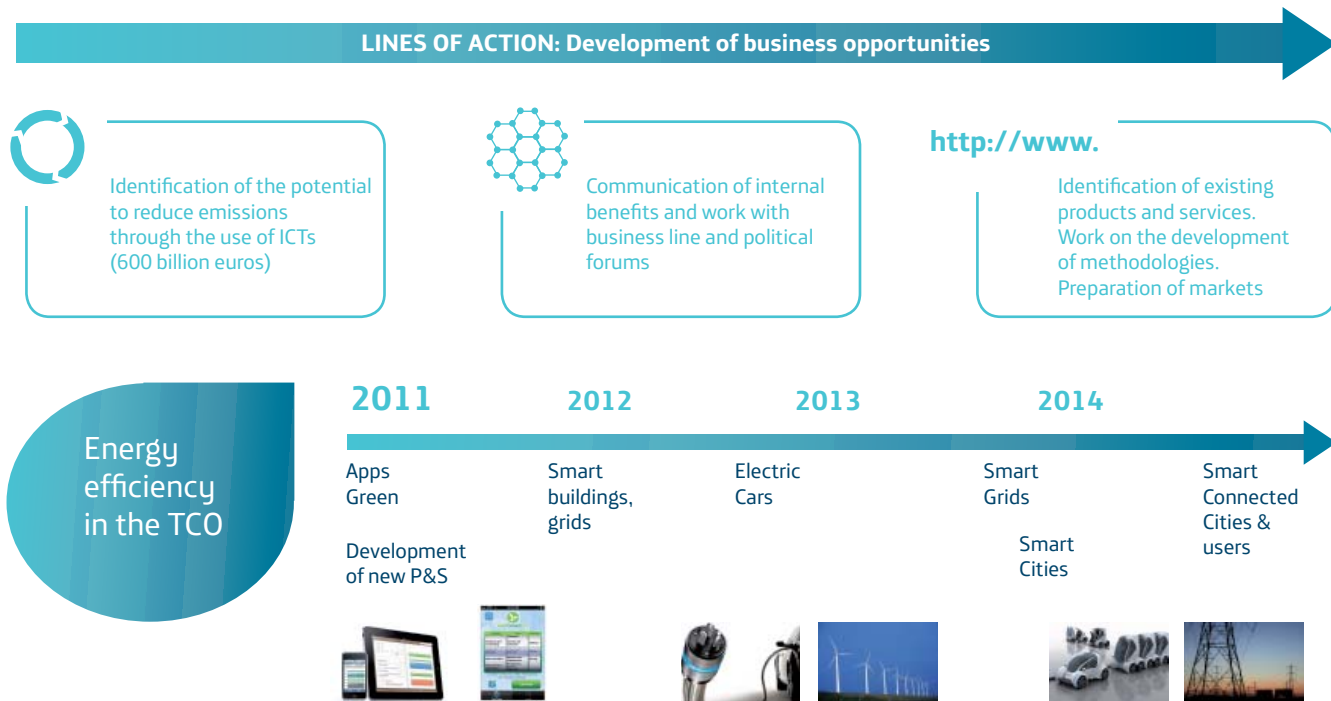 LINES OF ACTION: Development of business opportunities
Identification of the potential
to reduce emissions
through the use of ICTs
(600 billion euros)
Communication of internal
benefits and work with
business line and political
forums
http://www.
Identification of existing
products and services.
Work on the development
of methodologies.
Preparation of markets
Energy
efficiency
in the TCO
2011
2012
2013
2014
Apps
Green
Development
of new P&S
Smart
buildings,
grids
Electric
Cars
Smart
Grids
Smart
Cities
Smart
Connected
Cities &
users